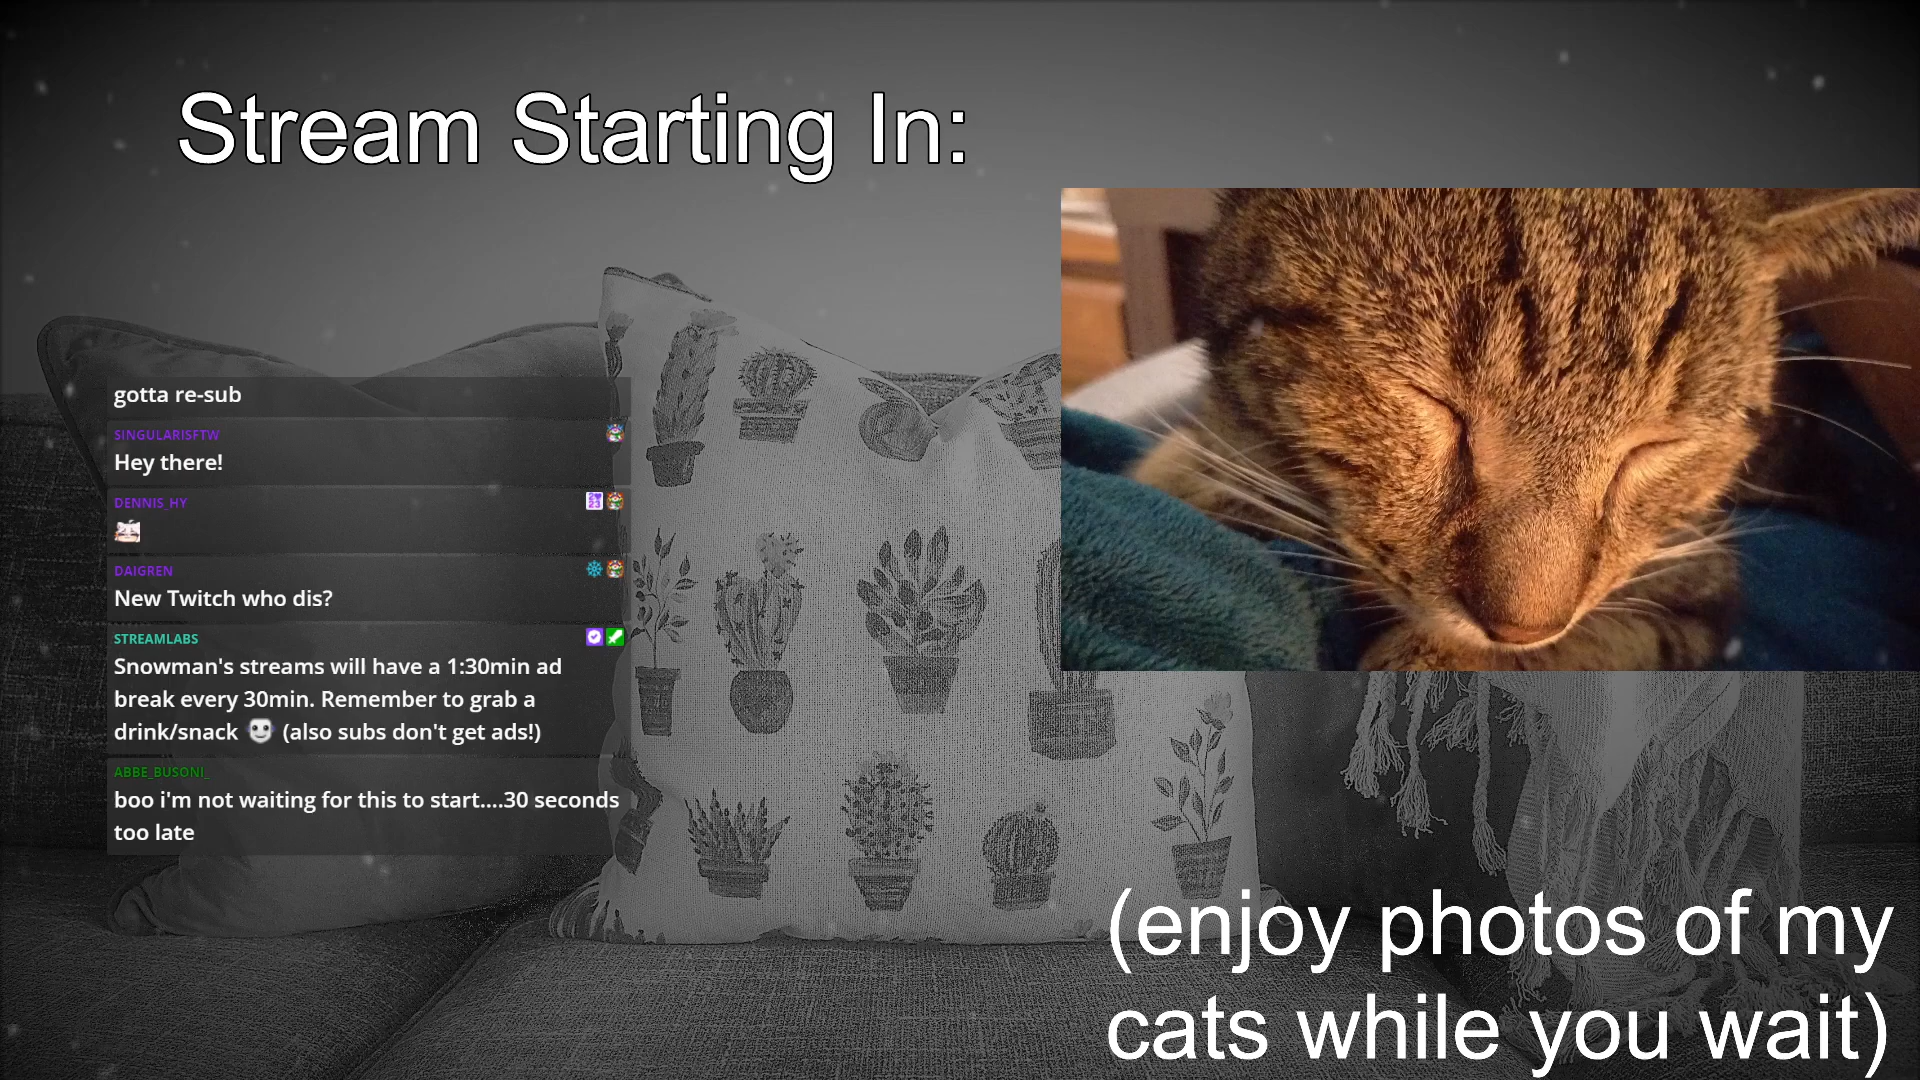 Stream Starting In:
gotta re-sub
SINGULARISFTW
Hey there!
DENNIS_HY
DAIGREN
New Twitch who dis?
STREAMLABS
Snowman's streams will have a 1:30min ad
break every 30min. Remember to grab a
drink/snack (also subs don't get ads!)
ABBE_BUSONI_
boo i'm not waiting for this to start....30 seconds
too late
(enjoy photos of my
cats while you wait)